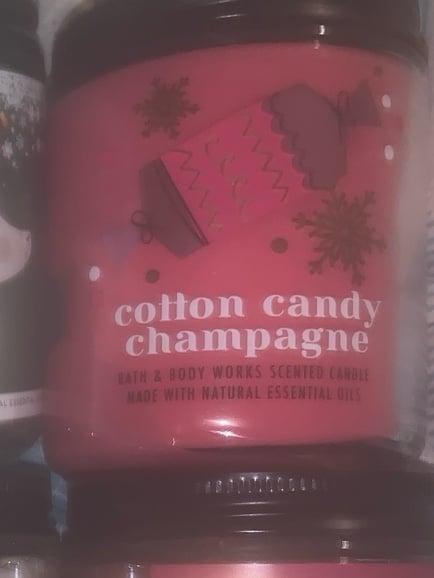 cotton candy
champagne
BATH & BODY WORKS SCENTED CANDLE
MADE WITH NATURAL ESSENTIAL OILS